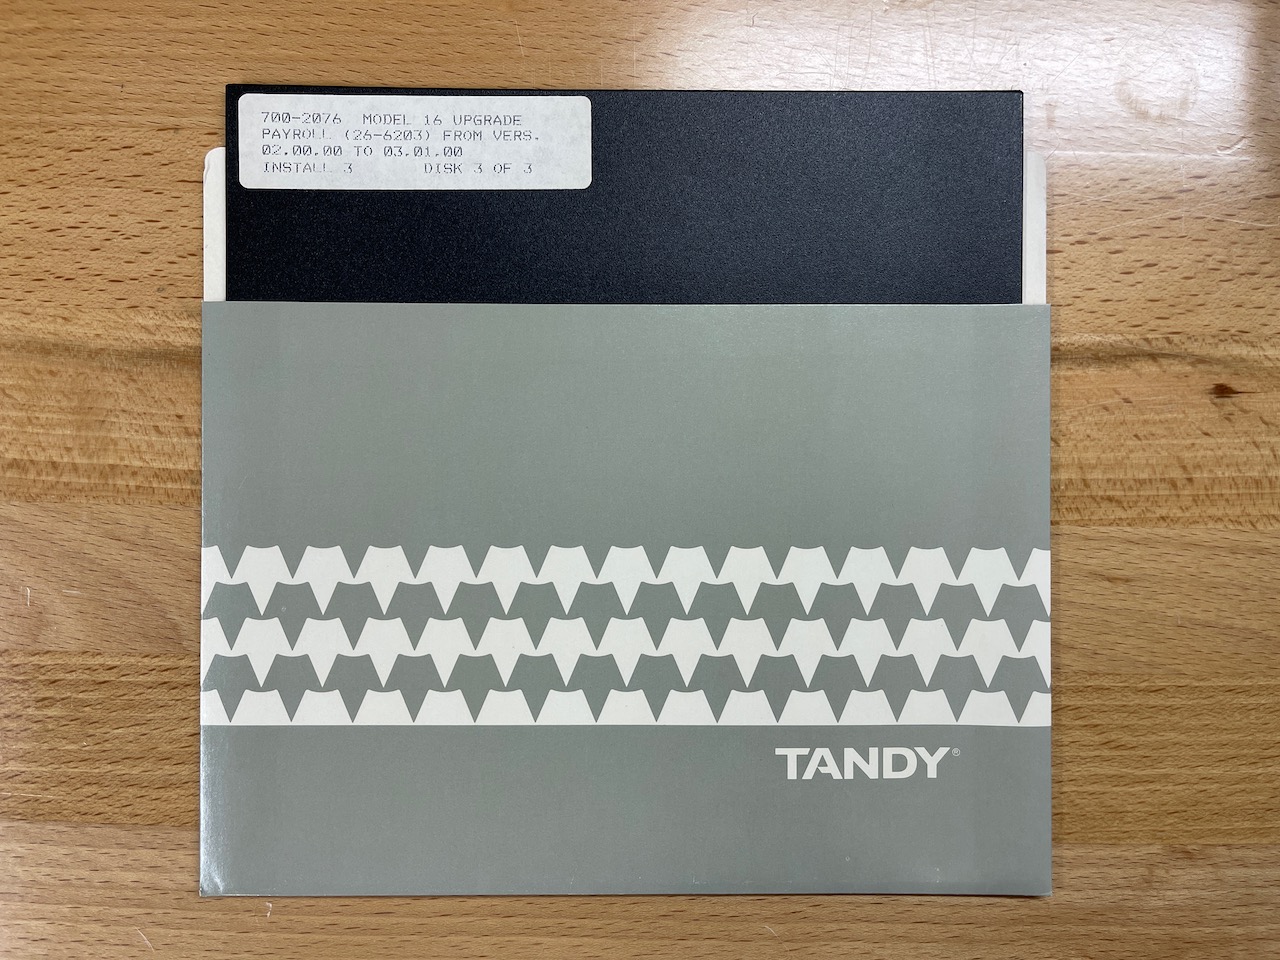 700-2076 MODEL 16 UPGRADE
PAYROLL (26-6203) FROM VERS.
02.00.00 TO 03.01.00
INSTALL 3 DISK 3 OF 3
TANDY®